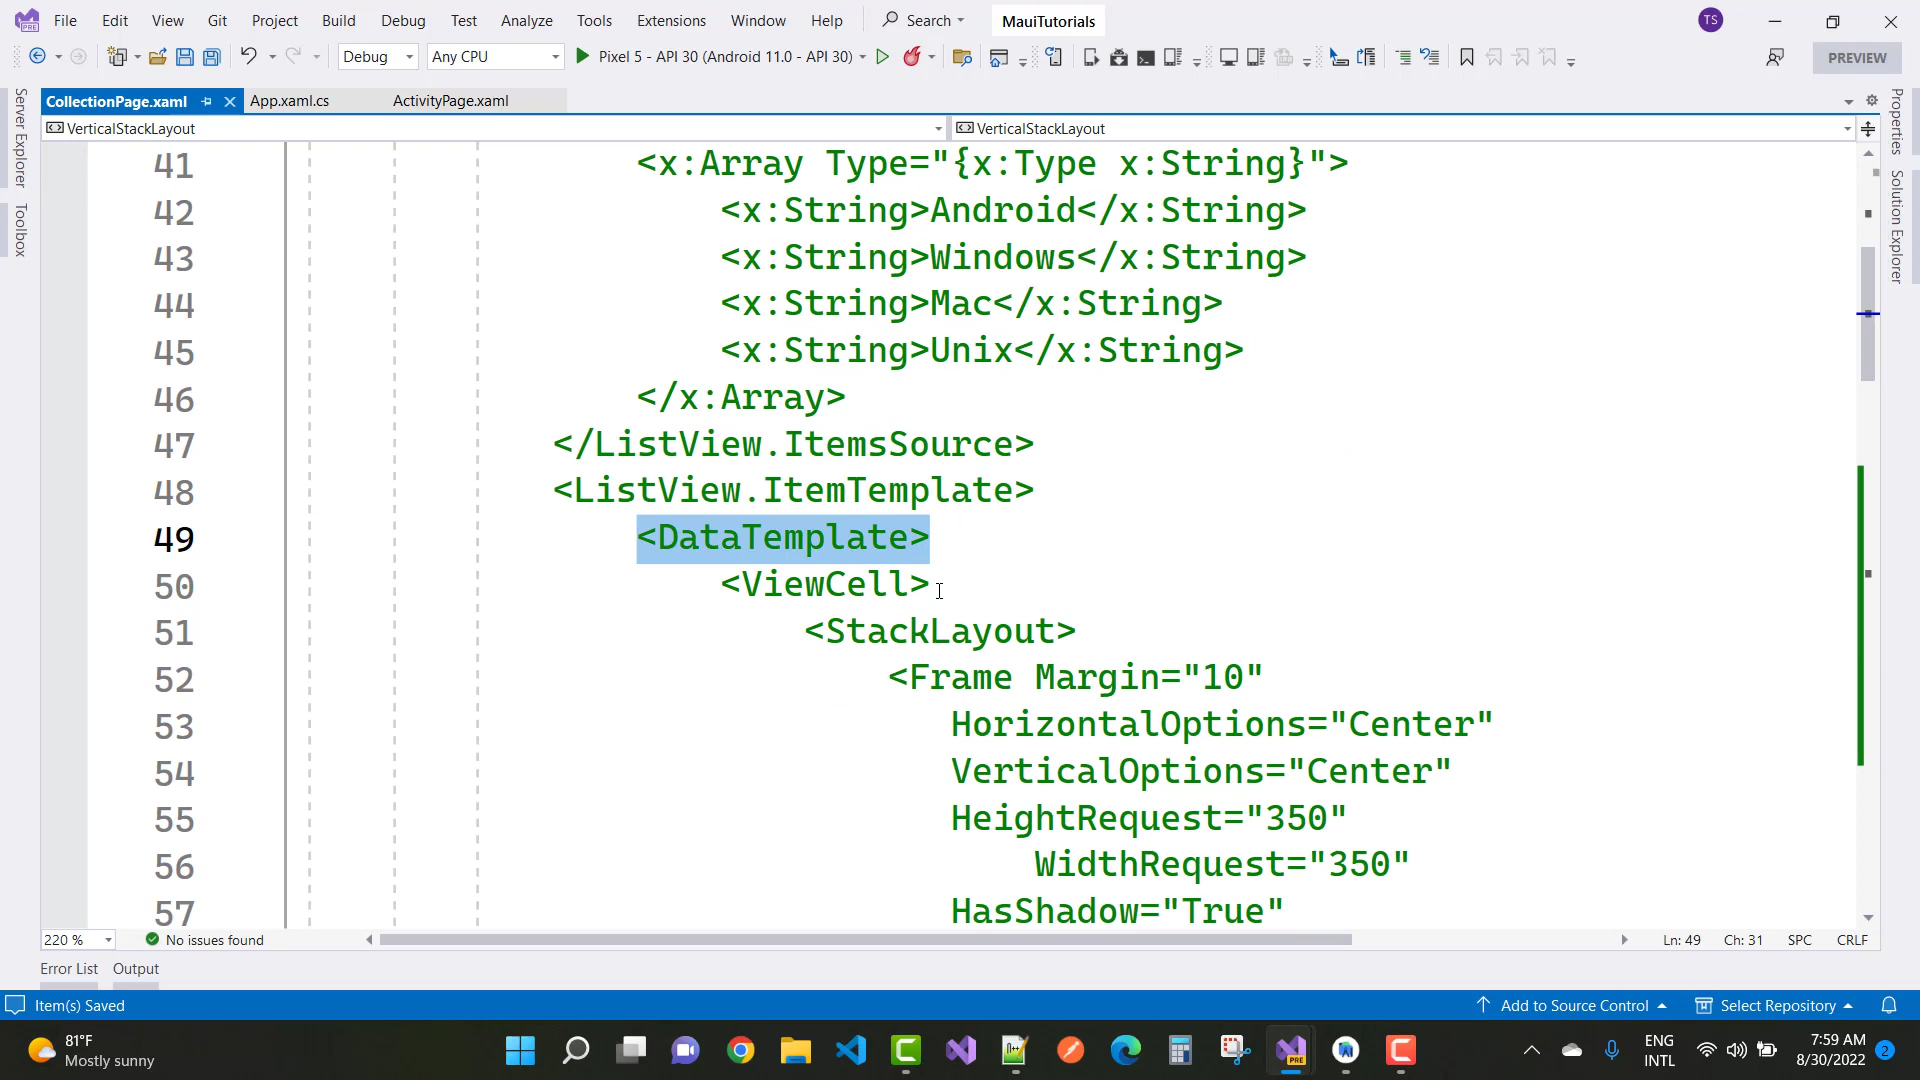 File Edit View Git Project Build Debug Test Analyze Tools Extensions Window Help Search MauiTutorials TS
Debug Any CPU Pixel 5 - API 30 (Android 11.0 - API 30) PREVIEW
CollectionPage.xaml App.xaml.cs ActivityPage.xaml
VerticalStackLayout VerticalStackLayout
Server Explorer
Toolbox
Properties
Solution Explorer
41 <x:Array Type="{x:Type x:String}">
42 <x:String>Android</x:String>
43 <x:String>Windows</x:String>
44 <x:String>Mac</x:String>
45 <x:String>Unix</x:String>
46 </x:Array>
47 </ListView.ItemsSource>
48 <ListView.ItemTemplate>
49 <DataTemplate>
50 <ViewCell>
51 <StackLayout>
52 <Frame Margin="10"
53 HorizontalOptions="Center"
54 VerticalOptions="Center"
55 HeightRequest="350"
56 WidthRequest="350"
57 HasShadow="True"
220 % No issues found Ln: 49 Ch: 31 SPC CRLF
Error List Output
Item(s) Saved Add to Source Control Select Repository
81°F
Mostly sunny
PRE
ENG
INTL
7:59 AM
8/30/2022
2